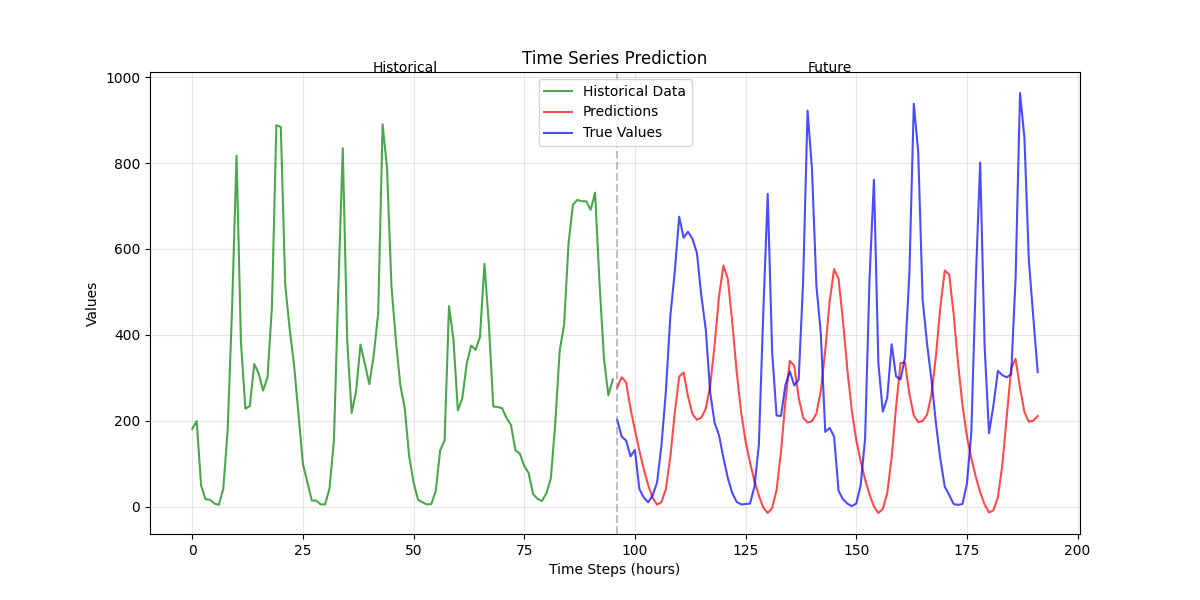 Time Series Prediction
Historical
Future
Historical Data
Predictions
True Values
Values
1000
800
600
400
200
0
0 25 50 75 100 125 150 175 200
Time Steps (hours)